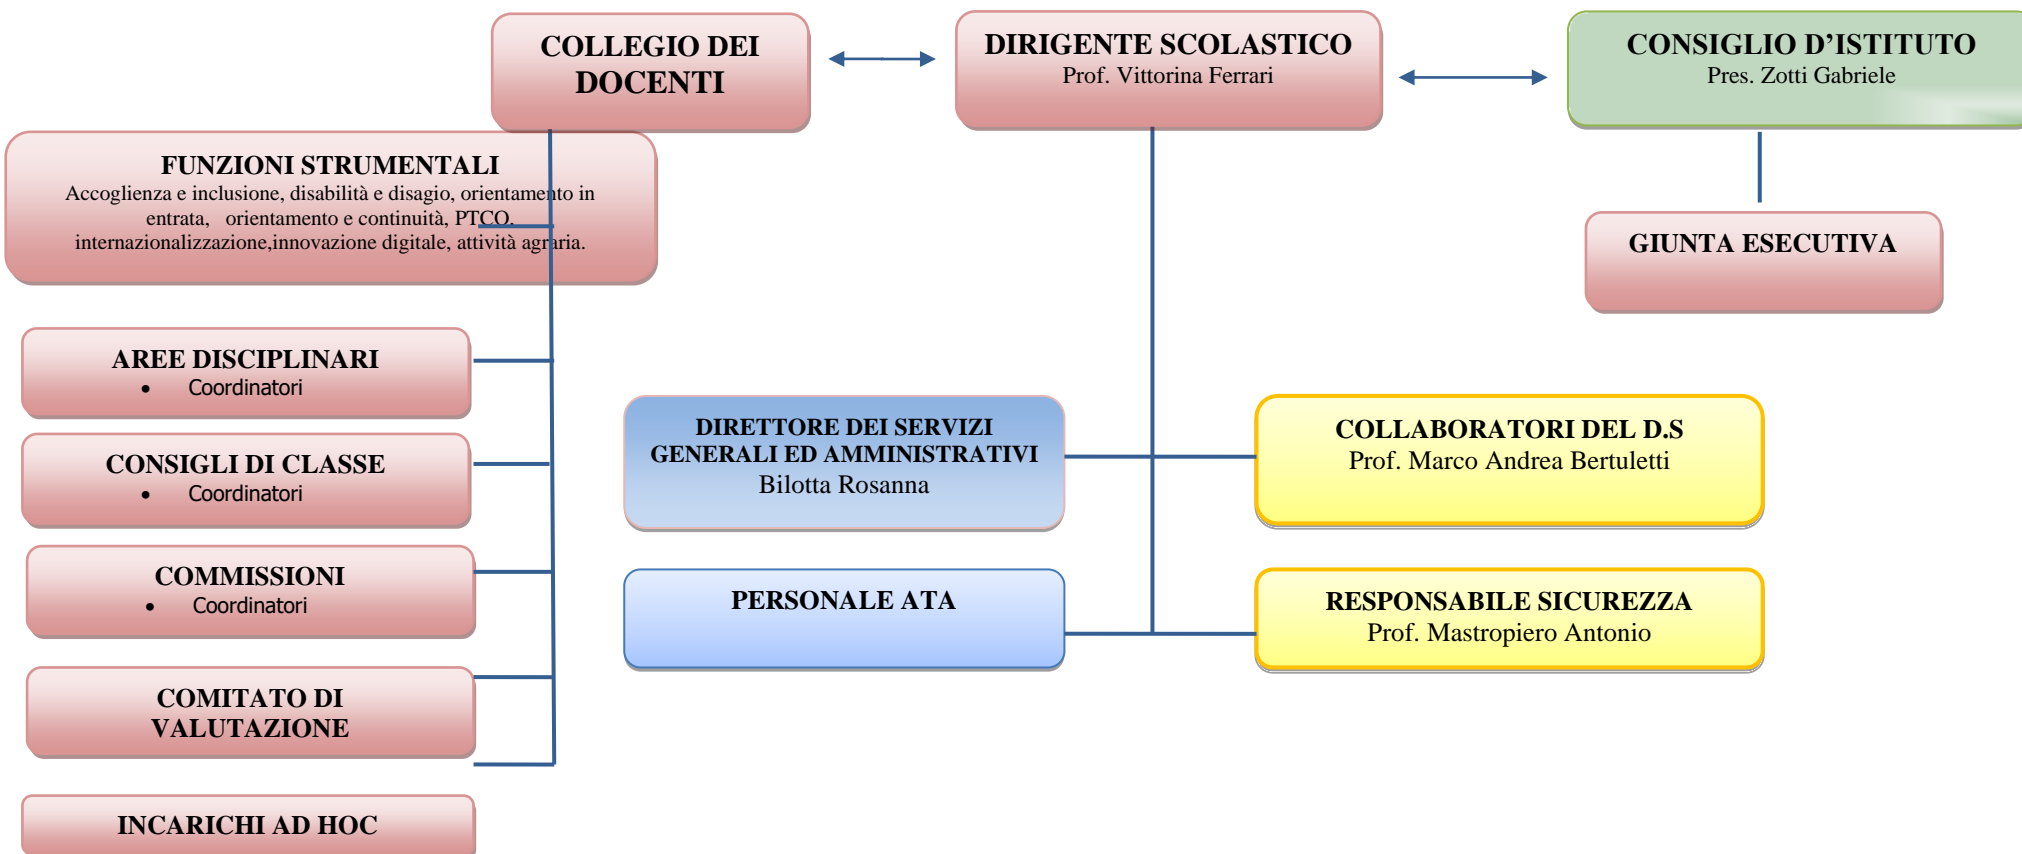 COLLEGIO DEI
DOCENTI
DIRIGENTE SCOLASTICO
Prof. Vittorina Ferrari
CONSIGLIO D’ISTITUTO
Pres. Zotti Gabriele
FUNZIONI STRUMENTALI
Accoglienza e inclusione, disabilità e disagio, orientamento in
entrata, orientamento e continuità, PTCO,
internazionalizzazione,innovazione digitale, attività agraria.
GIUNTA ESECUTIVA
AREE DISCIPLINARI
• Coordinatori
CONSIGLI DI CLASSE
• Coordinatori
COMMISSIONI
• Coordinatori
COMITATO DI
VALUTAZIONE
INCARICHI AD HOC
DIRETTORE DEI SERVIZI
GENERALI ED AMMINISTRATIVI
Bilotta Rosanna
COLLABORATORI DEL D.S
Prof. Marco Andrea Bertuletti
PERSONALE ATA
RESPONSABILE SICUREZZA
Prof. Mastropiero Antonio